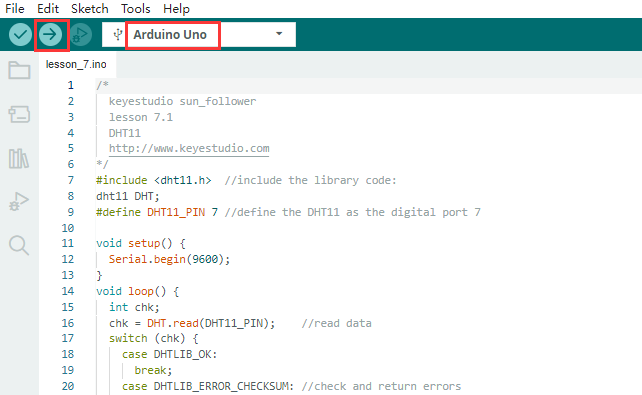 File Edit Sketch Tools Help
Arduino Uno
lesson_7.ino
1 /*
2 keyestudio sun_follower
3 lesson 7.1
4 DHT11
5 http://www.keyestudio.com
6 */
7 #include <dht11.h> //include the library code:
8 dht11 DHT;
9 #define DHT11_PIN 7 //define the DHT11 as the digital port 7
10
11 void setup() {
12 Serial.begin(9600);
13 }
14 void loop() {
15 int chk;
16 chk = DHT.read(DHT11_PIN); //read data
17 switch (chk) {
18 case DHTLIB_OK:
19 break;
20 case DHTLIB_ERROR_CHECKSUM: //check and return errors